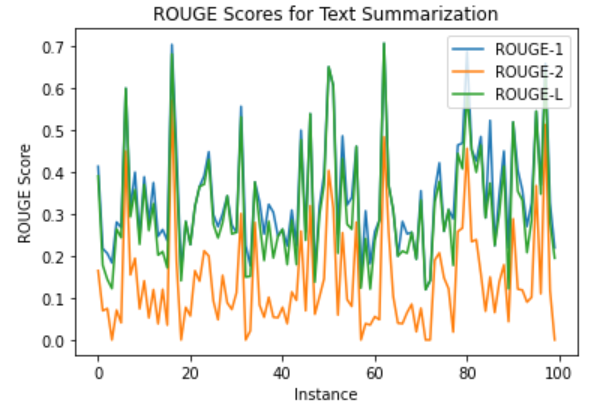 ROUGE Scores for Text Summarization
0.7
0.6
0.5
0.4
0.3
0.2
0.1
0.0
ROUGE Score
ROUGE-1
ROUGE-2
ROUGE-L
0 20 40 60 80 100
Instance